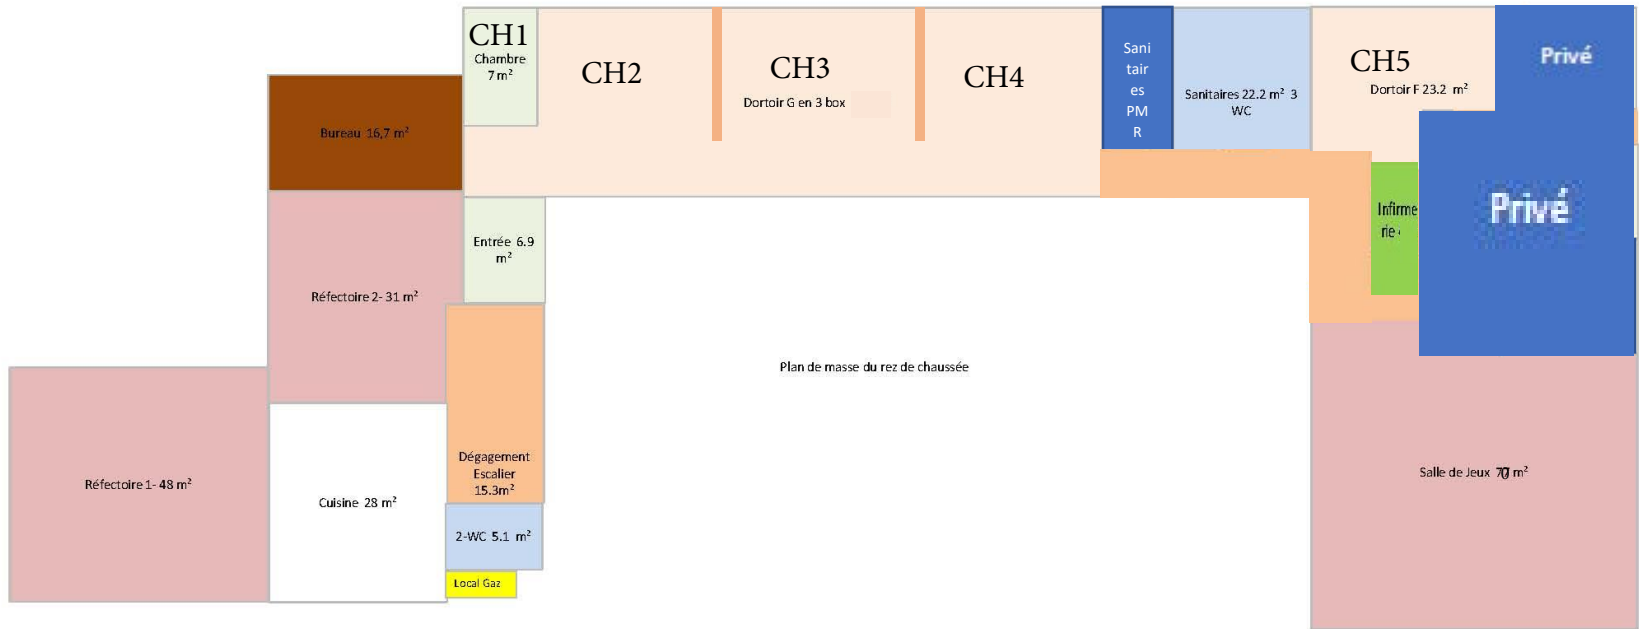 CH1
Chambre
7 m²
CH2
CH3
Dortoir G en 3 box
CH4
Sani
tair
es
PM
R
Sanitaires 22.2 m² 3
WC
CH5
Dortoir F 23.2 m²
Privé
Bureau 16,7 m²
Privé
Infirme
rie
Entrée 6.9
m²
Réfectoire 2- 31 m²
Plan de masse du rez de chaussée
Dégagement
Escalier
15.3m²
Réfectoire 1- 48 m²
Cuisine 28 m²
Salle de Jeux m²
2-WC 5.1 m²
Local Gaz